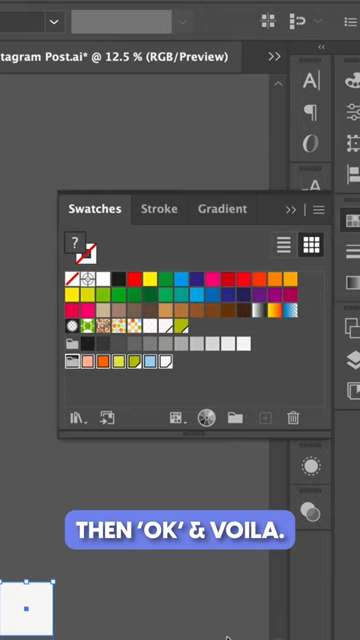 tagram Post.ai* @ 12.5 % (RGB/Preview)
Swatches
Stroke
Gradient
?
THEN ‘OK’ & VOILA.